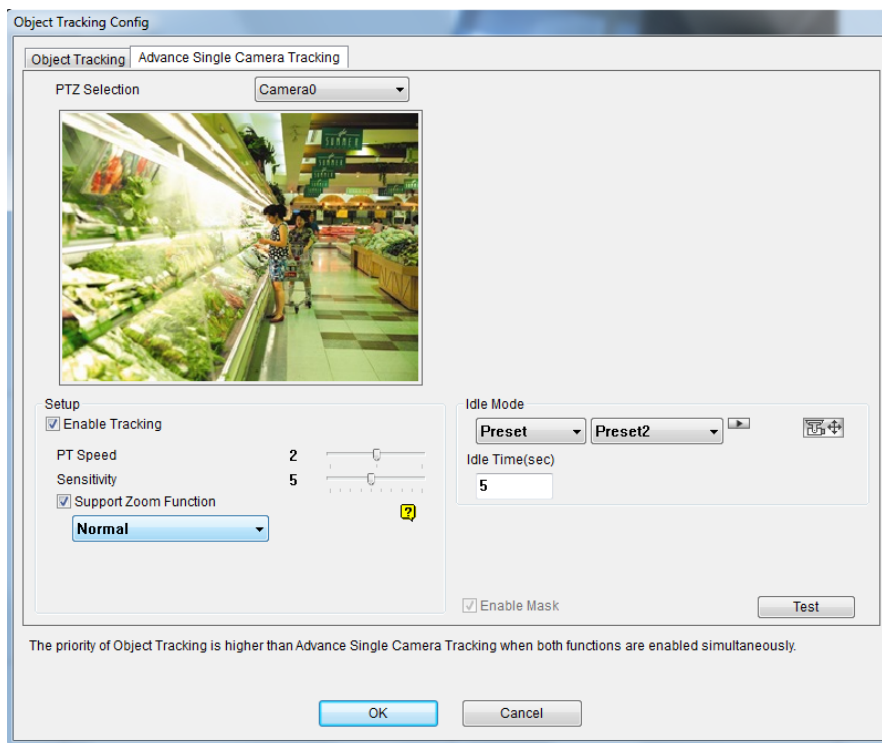 Object Tracking Config
Object Tracking
Advance Single Camera Tracking
PTZ Selection
Camera0
SUMMER
SUMMER
Setup
Enable Tracking
PT Speed 2
Sensitivity 5
Support Zoom Function
Normal
?
Idle Mode
Preset
Preset2
Idle Time(sec)
5
Enable Mask
Test
The priority of Object Tracking is higher than Advance Single Camera Tracking when both functions are enabled simultaneously.
OK
Cancel